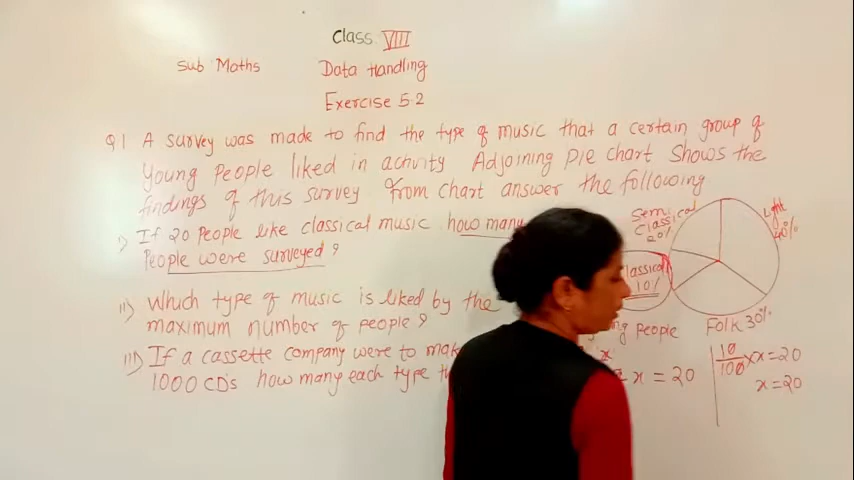 Class VIII
Sub Maths Data Handling
Exercise 5.2
Q1 A survey was made to find the type of music that a certain group of
young People liked in activity Adjoining Pie chart Shows the
findings of this survey from chart answer the following
i) If 20 People like classical music how many
People were surveyed?
ii) Which type of music is liked by the
maximum number of people?
iii) If a cassette company were to make
1000 CD's how many each type
Semi
Classical
20%
Light
40%
Classical
10%
Folk 30%
people
x
x = 20
10/100 x x = 20
x = 20